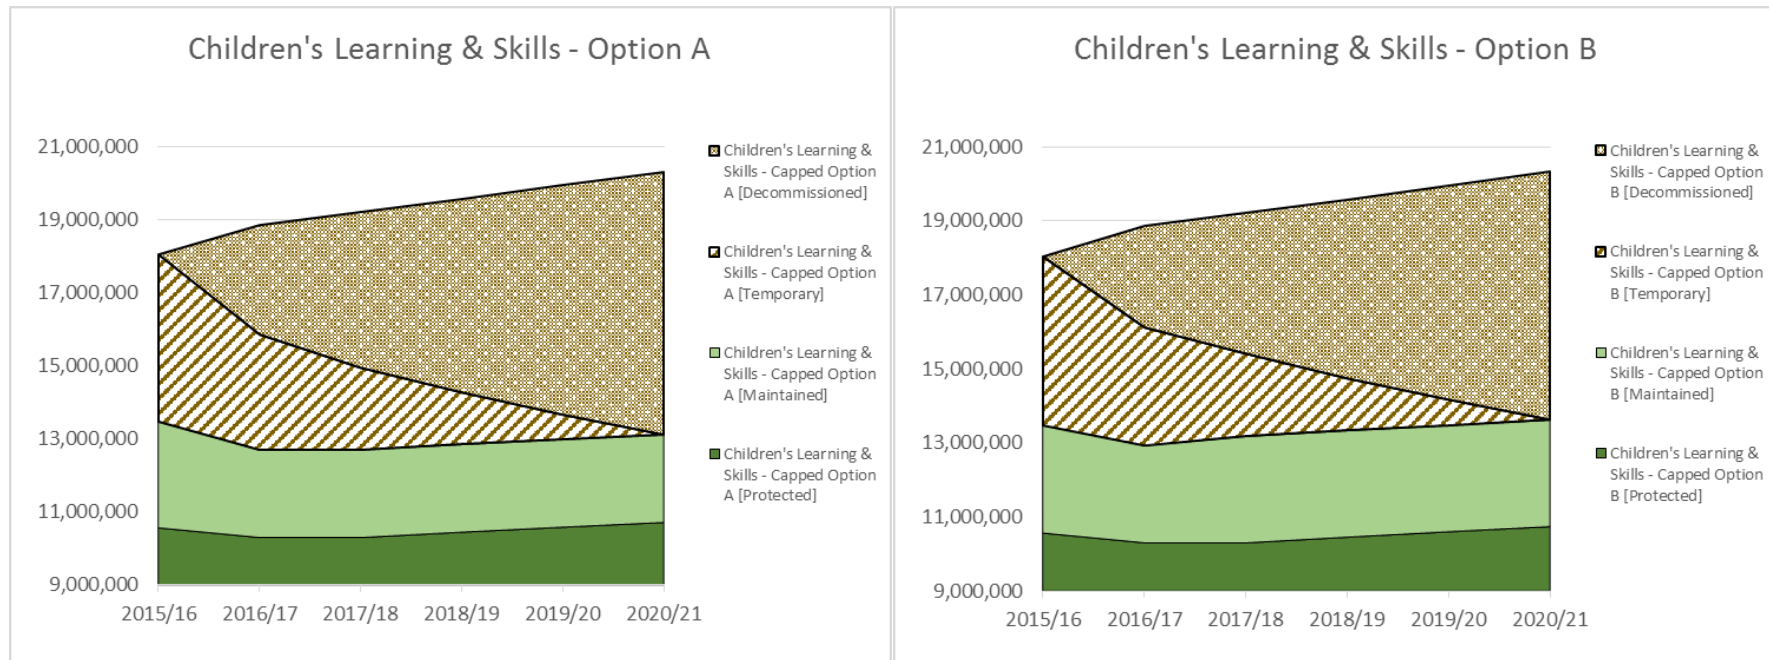 Children's Learning & Skills - Option A
21,000,000
19,000,000
17,000,000
15,000,000
13,000,000
11,000,000
9,000,000
2015/16
2016/17
2017/18
2018/19
2019/20
2020/21
Children's Learning &
Skills - Capped Option
A [Decommissioned]
Children's Learning &
Skills - Capped Option
A [Temporary]
Children's Learning &
Skills - Capped Option
A [Maintained]
Children's Learning &
Skills - Capped Option
A [Protected]
Children's Learning & Skills - Option B
21,000,000
19,000,000
17,000,000
15,000,000
13,000,000
11,000,000
9,000,000
2015/16
2016/17
2017/18
2018/19
2019/20
2020/21
Children's Learning &
Skills - Capped Option
B [Decommissioned]
Children's Learning &
Skills - Capped Option
B [Temporary]
Children's Learning &
Skills - Capped Option
B [Maintained]
Children's Learning &
Skills - Capped Option
B [Protected]